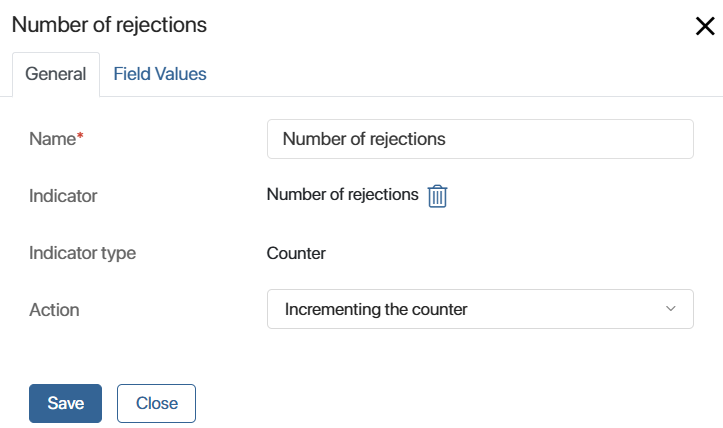 Number of rejections
General Field Values
Name* Number of rejections
Indicator Number of rejections
Indicator type Counter
Action Incrementing the counter
Save Close